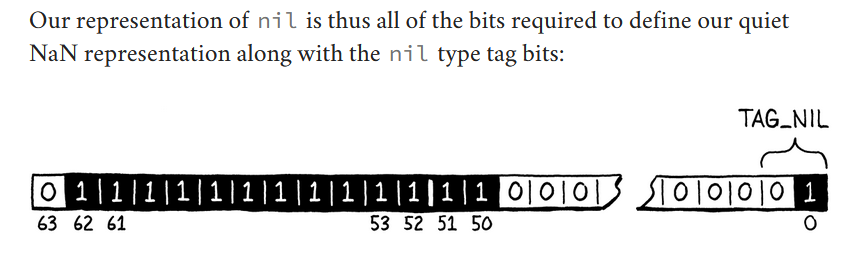 Our representation of nil is thus all of the bits required to define our quiet
NaN representation along with the nil type tag bits:
TAG_NIL
0 1 1 1 1 1 1 1 1 1 1 1 1 1 0 0 0 0 0 0 0 1
63 62 61 53 52 51 50 0